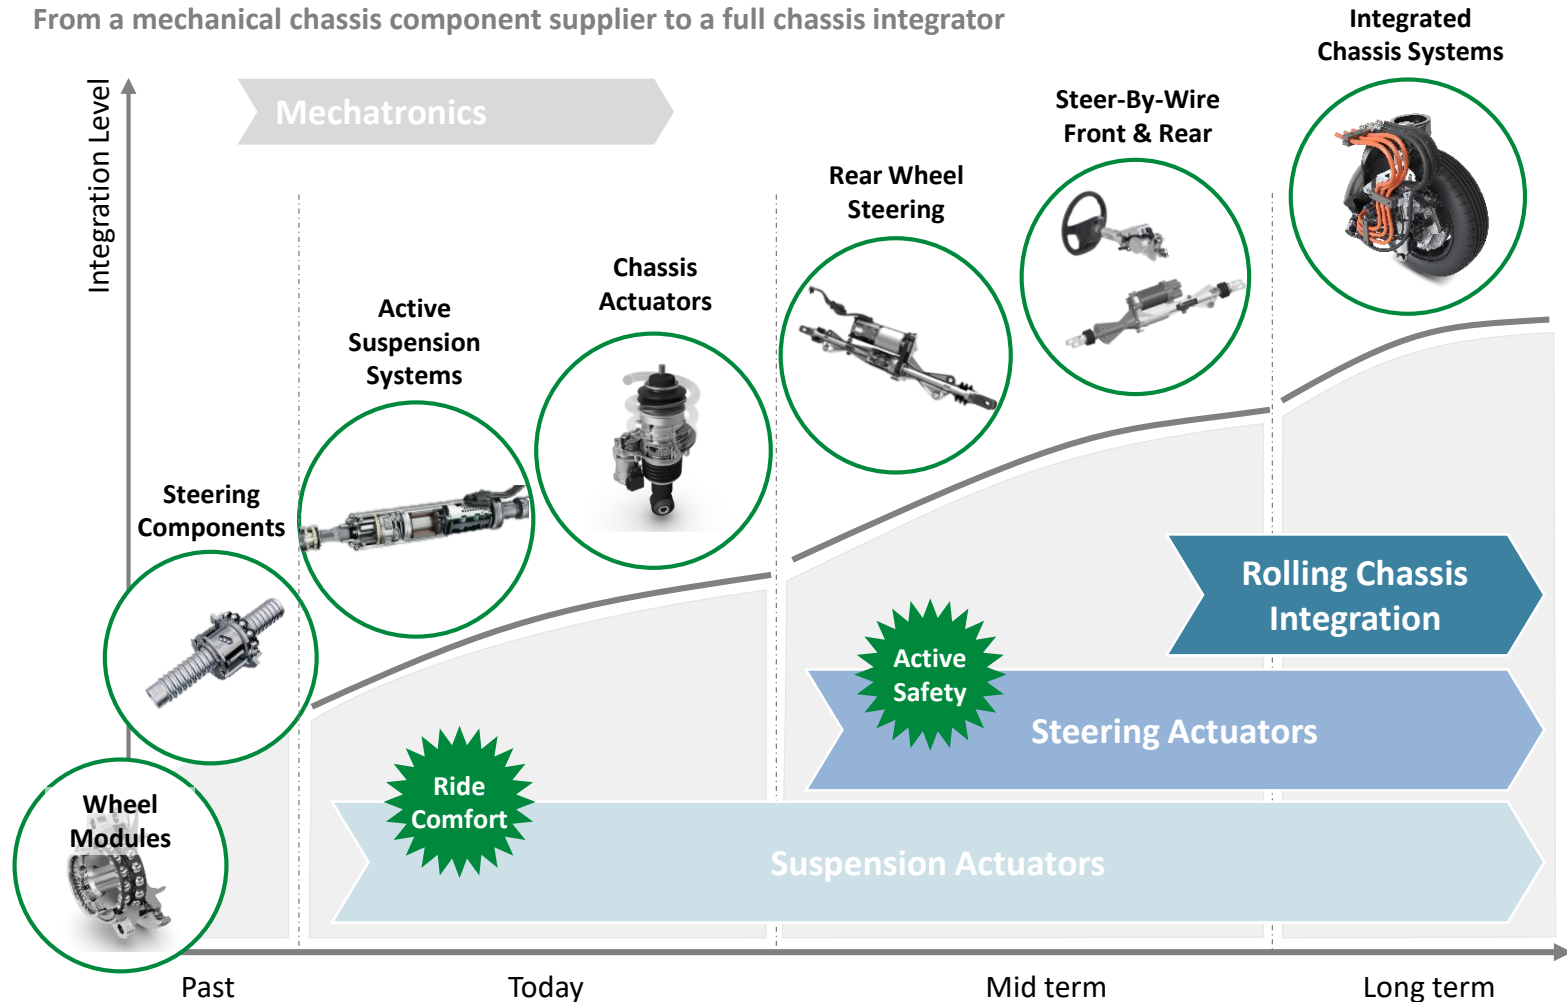 From a mechanical chassis component supplier to a full chassis integrator
Integration Level
Mechatronics
Integrated
Chassis Systems
Steer-By-Wire
Front & Rear
Rear Wheel
Steering
Chassis
Actuators
Active
Suspension
Systems
Steering
Components
Wheel
Modules
Rolling Chassis
Integration
Active
Safety
Steering Actuators
Ride
Comfort
Suspension Actuators
Past
Today
Mid term
Long term